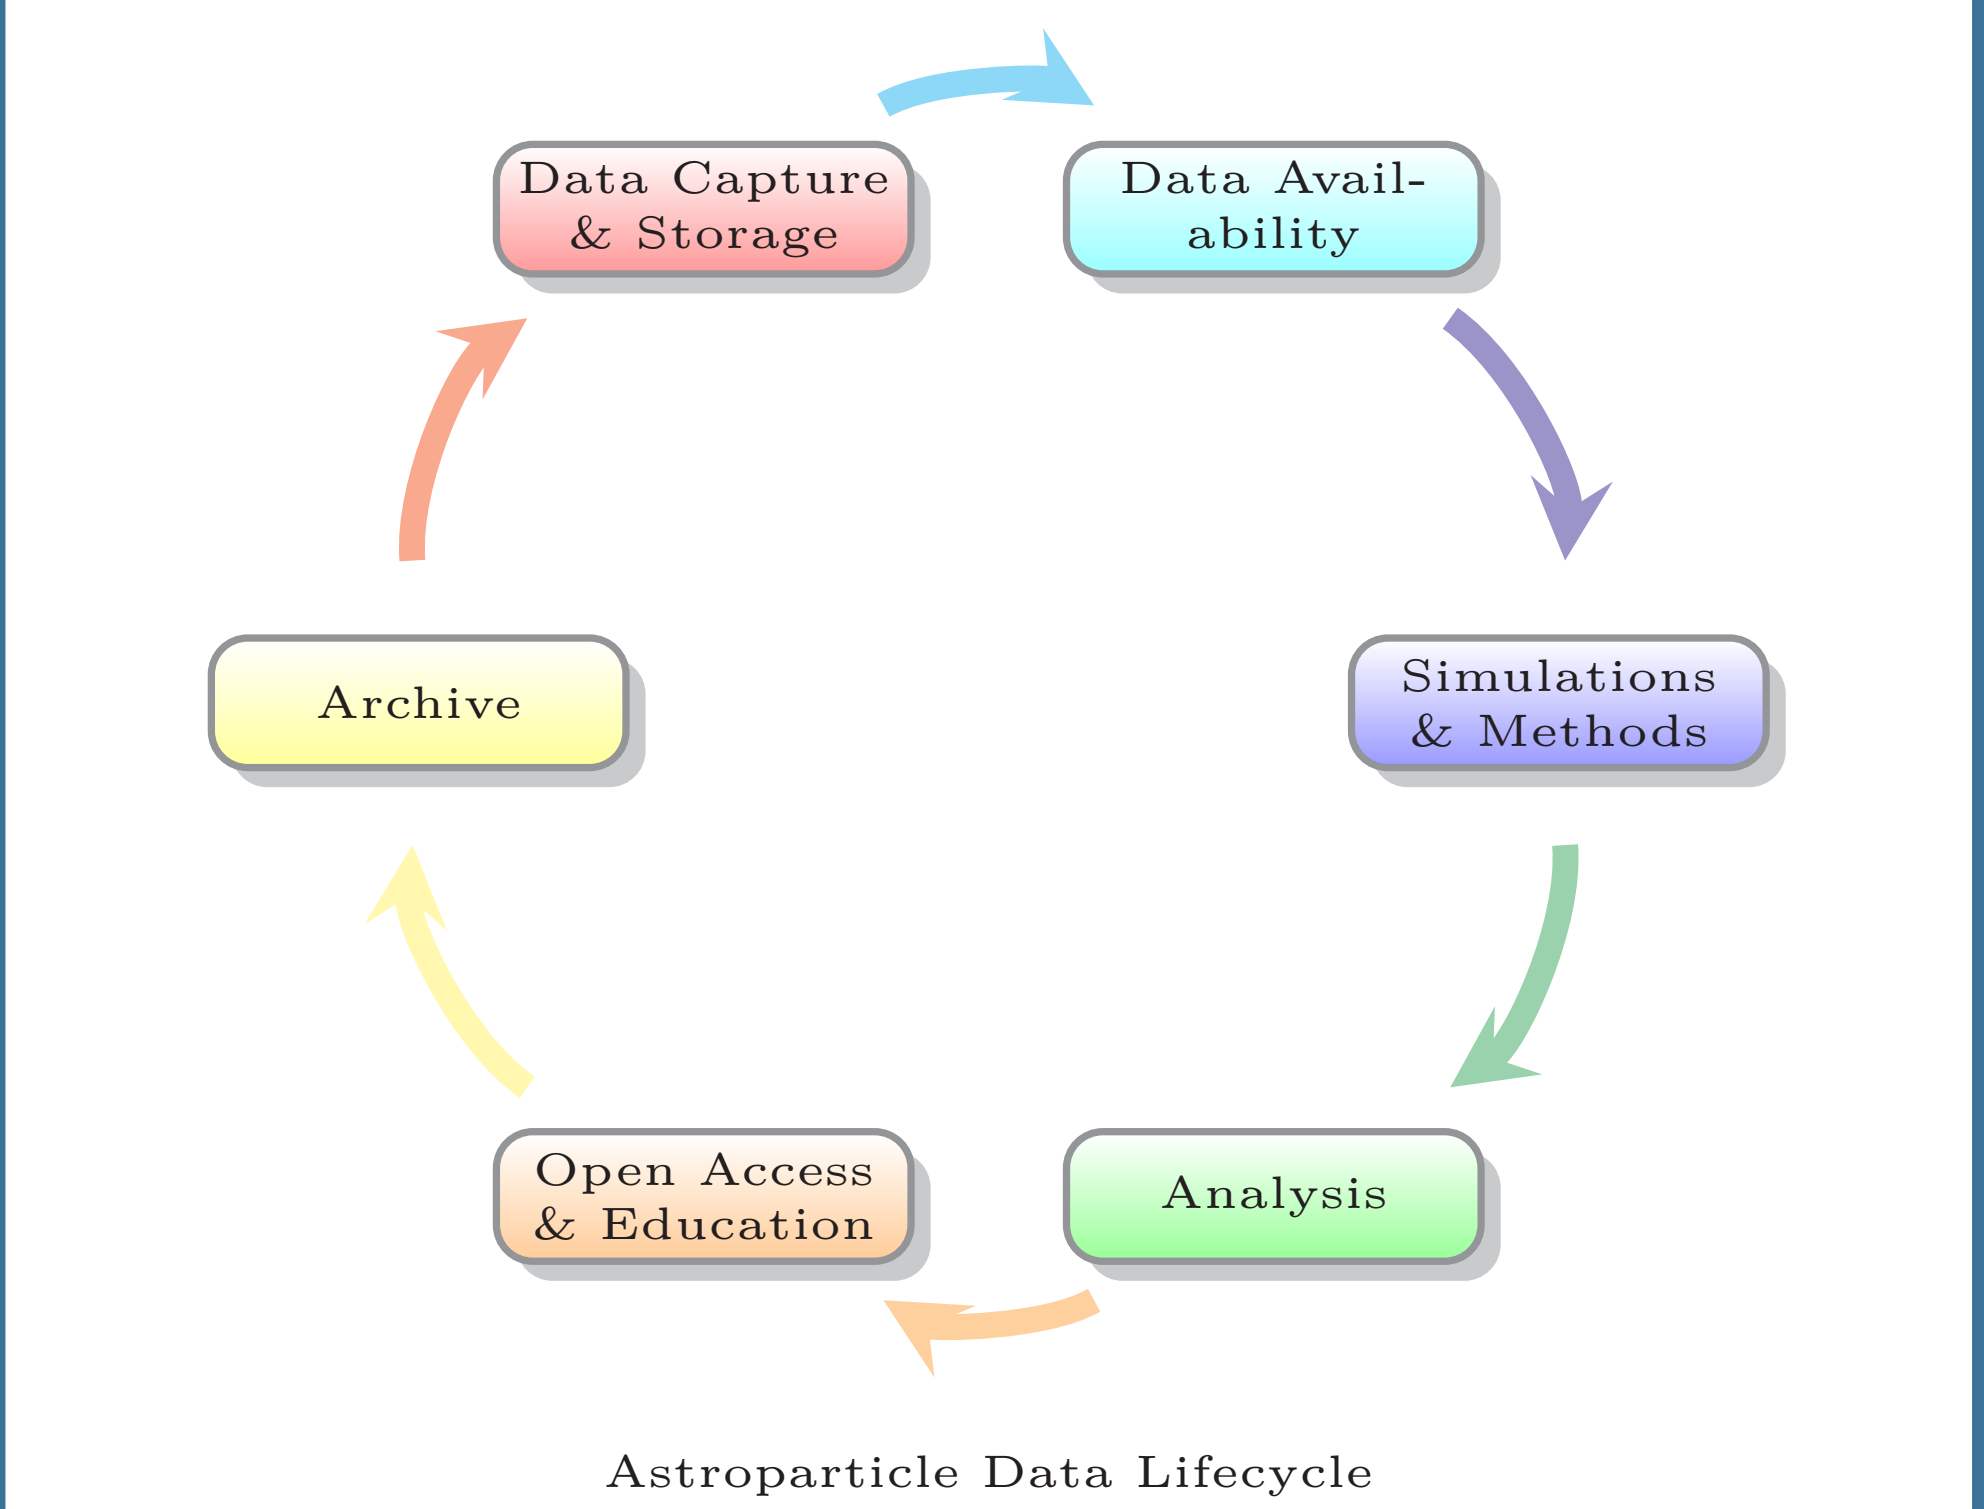 Data Capture
& Storage
Data Avail-
ability
Archive
Simulations
& Methods
Open Access
& Education
Analysis
Astroparticle Data Lifecycle